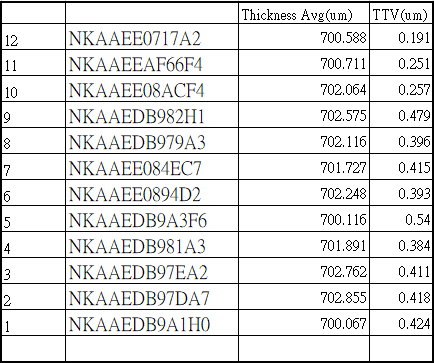 Thickness Avg(um) TTV(um)
12 NKAAEE0717A2 700.588 0.191
11 NKAAEEAF66F4 700.711 0.251
10 NKAAEE08ACF4 702.064 0.257
9 NKAAEDB982H1 702.575 0.479
8 NKAAEDB979A3 702.116 0.396
7 NKAAEE084EC7 701.727 0.415
6 NKAAEE0894D2 702.248 0.393
5 NKAAEDB9A3F6 700.116 0.54
4 NKAAEDB981A3 701.891 0.384
3 NKAAEDB97EA2 702.762 0.411
2 NKAAEDB97DA7 702.855 0.418
1 NKAAEDB9A1H0 700.067 0.424